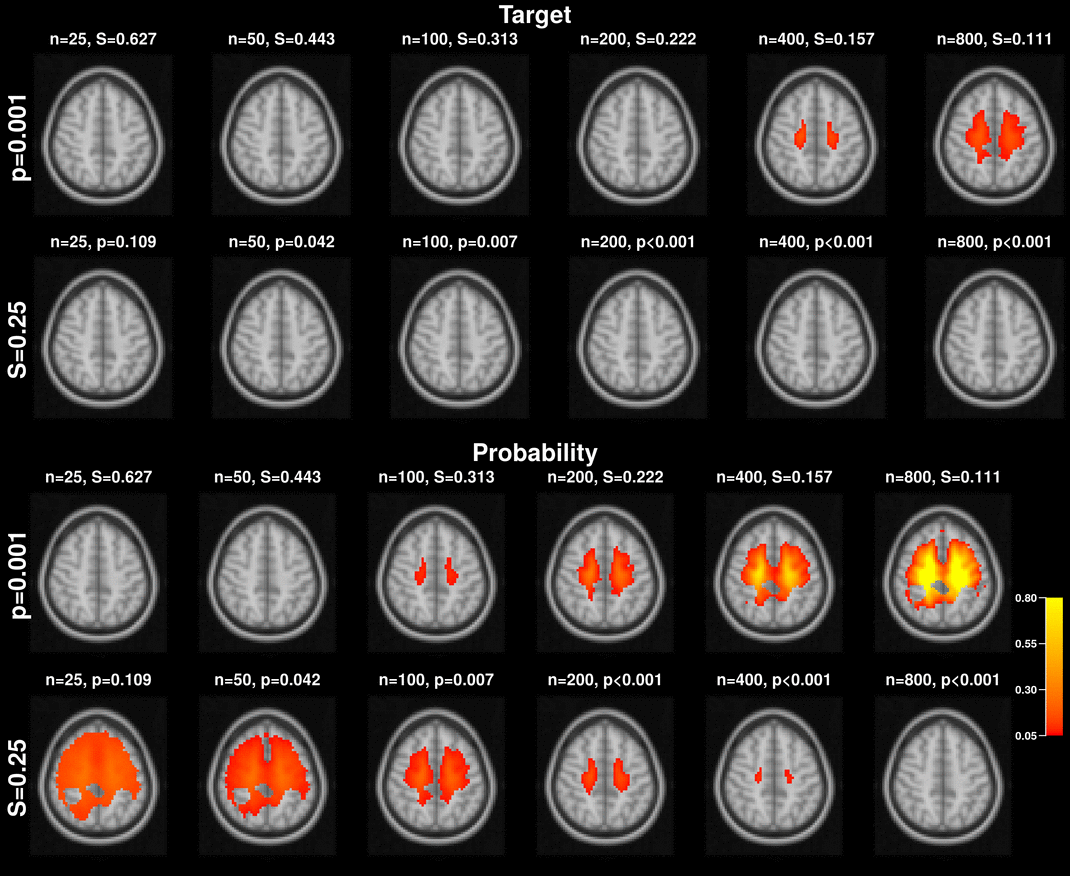 Target
n=25, S=0.627 n=50, S=0.443 n=100, S=0.313 n=200, S=0.222 n=400, S=0.157 n=800, S=0.111
p=0.001
n=25, p=0.109 n=50, p=0.042 n=100, p=0.007 n=200, p<0.001 n=400, p<0.001 n=800, p<0.001
S=0.25
Probability
n=25, S=0.627 n=50, S=0.443 n=100, S=0.313 n=200, S=0.222 n=400, S=0.157 n=800, S=0.111
p=0.001
0.80
0.55
0.30
0.05
n=25, p=0.109 n=50, p=0.042 n=100, p=0.007 n=200, p<0.001 n=400, p<0.001 n=800, p<0.001
S=0.25